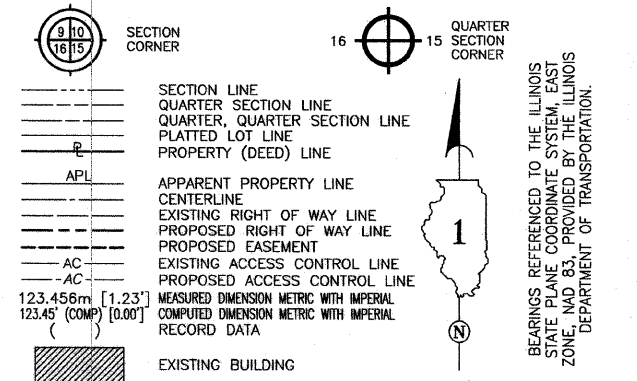 9 10
16 15
SECTION
CORNER
16
15
QUARTER
SECTION
CORNER
SECTION LINE
QUARTER SECTION LINE
QUARTER, QUARTER SECTION LINE
PLATTED LOT LINE
PL PROPERTY (DEED) LINE
APL APPARENT PROPERTY LINE
CENTERLINE
EXISTING RIGHT OF WAY LINE
PROPOSED RIGHT OF WAY LINE
PROPOSED EASEMENT
AC EXISTING ACCESS CONTROL LINE
AC PROPOSED ACCESS CONTROL LINE
123.456m [1.23'] MEASURED DIMENSION METRIC WITH IMPERIAL
123.45' (COMP) [0.00'] COMPUTED DIMENSION METRIC WITH IMPERIAL
( ) RECORD DATA
EXISTING BUILDING
1
N
BEARINGS REFERENCED TO THE ILLINOIS
STATE PLANE COORDINATE SYSTEM, EAST
ZONE, NAD 83, PROVIDED BY THE ILLINOIS
DEPARTMENT OF TRANSPORTATION.